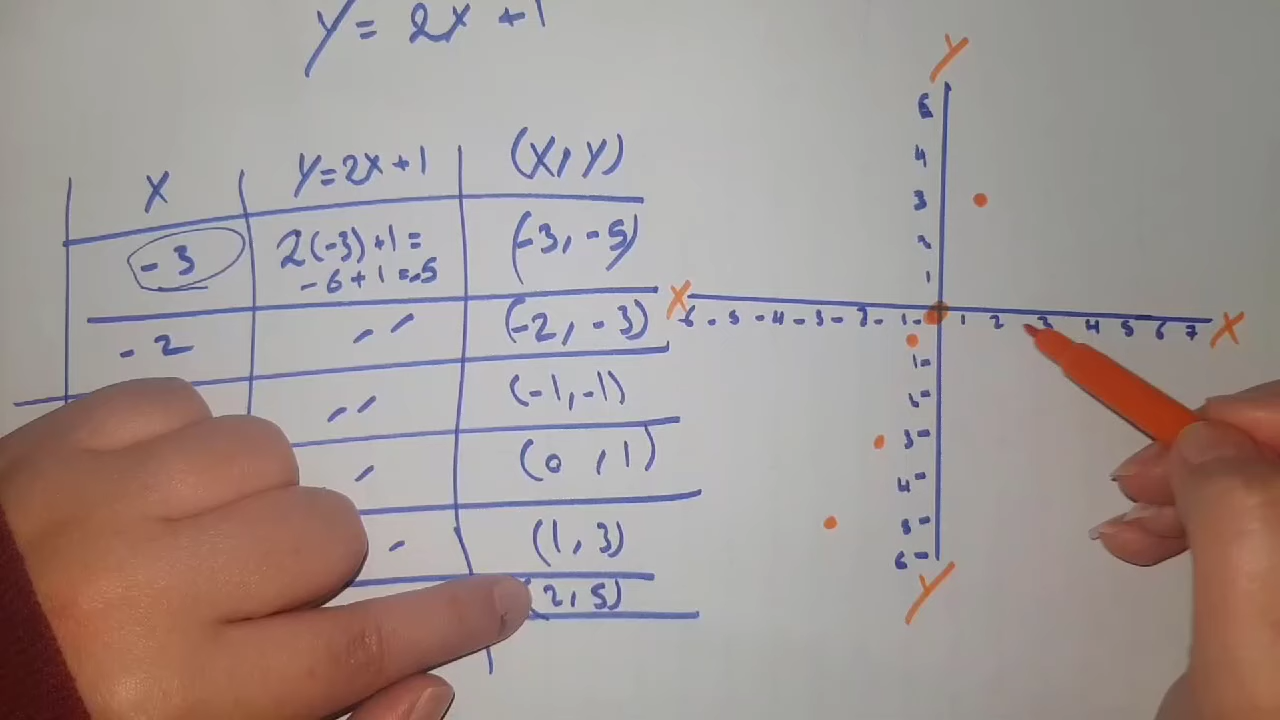 y = 2x + 1
X
y = 2x + 1
(X, Y)
- 3
2(-3) + 1 =
- 6 + 1 = -5
(-3, -5)
- 2
(-2, -3)
(-1, -1)
(0, 1)
(1, 3)
(2, 5)
Y
5
4
3
2
1
X
6 - 5 - 4 - 3 - 2 - 1 -
1 2 3 4 5 6 7
X
1 -
2 -
3 -
4 -
5 -
6 -
Y